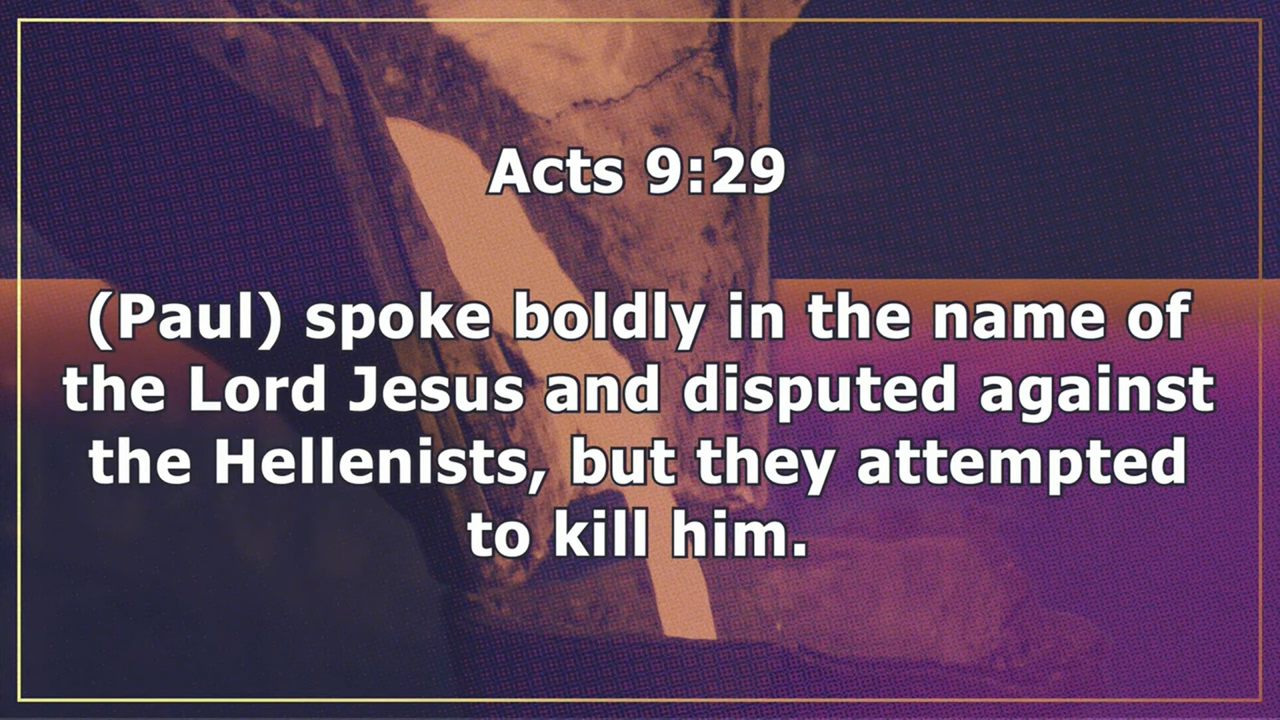 Acts 9:29
(Paul) spoke boldly in the name of
the Lord Jesus and disputed against
the Hellenists, but they attempted
to kill him.